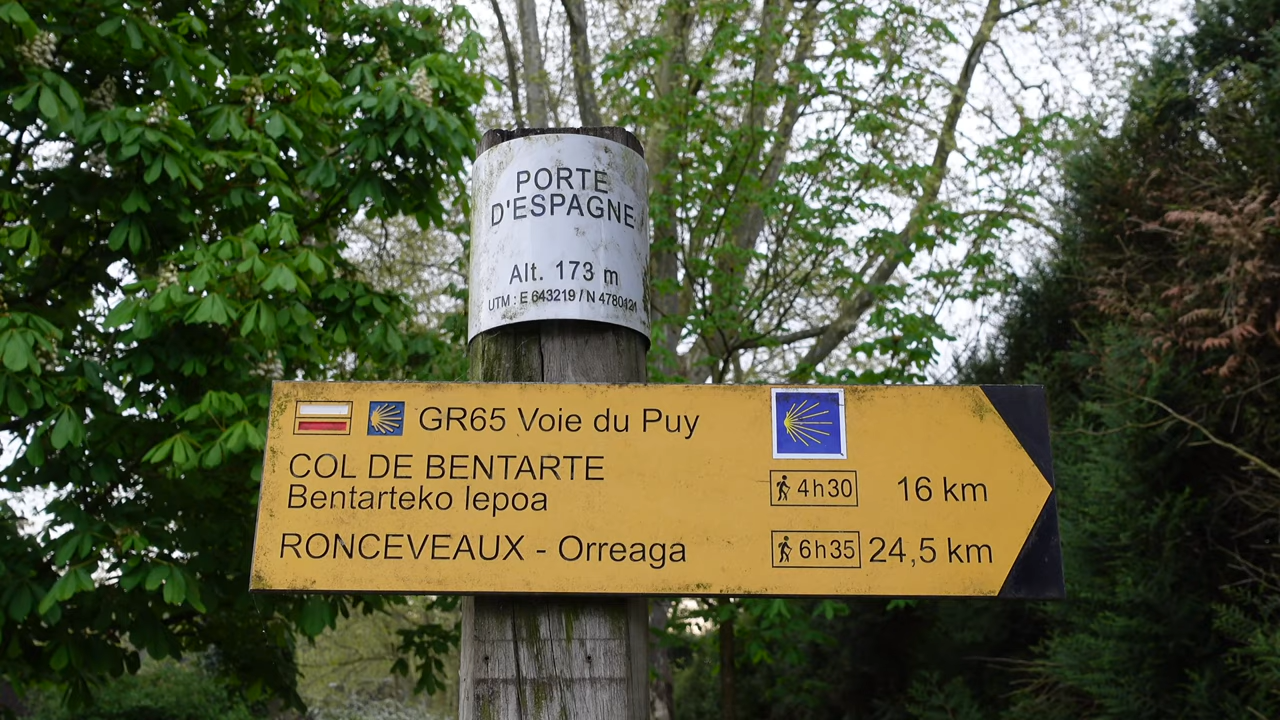 PORTE
D'ESPAGNE
Alt. 173 m
UTM : E 643219 / N 4780121
GR65 Voie du Puy
COL DE BENTARTE
Bentarteko lepoa
4h30 16 km
RONCEVEAUX - Orreaga
6h35 24,5 km